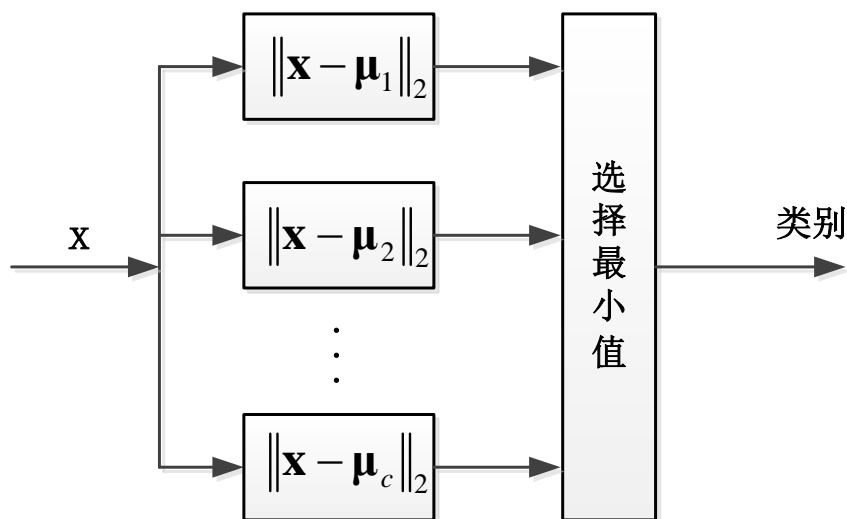 ‖x − μ₁‖₂
x
‖x − μ₂‖₂
⋮
‖x − μ_c‖₂
选择最小值
类别